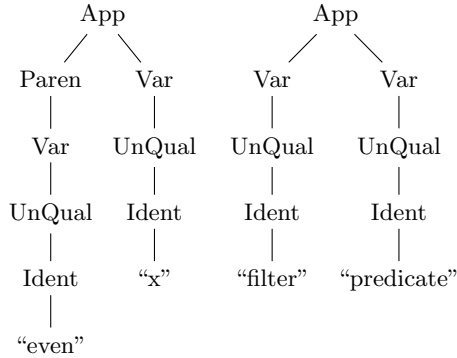 App App
Paren Var Var Var
Var UnQual UnQual UnQual
UnQual Ident Ident Ident
Ident “x” “filter” “predicate”
“even”